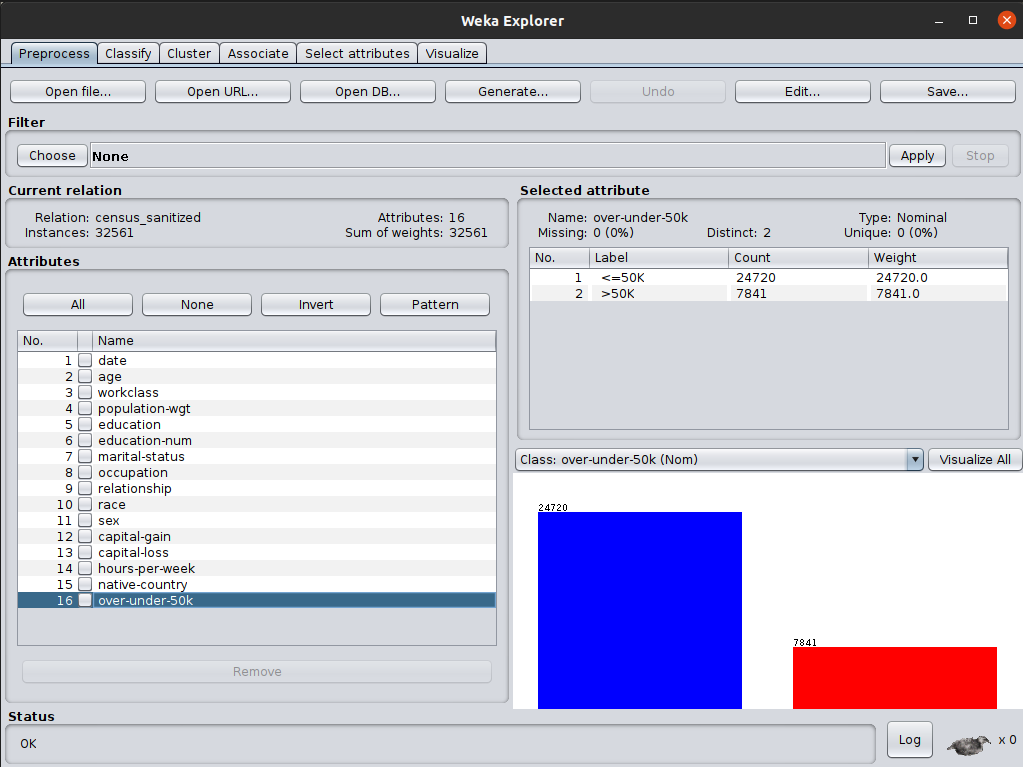 Weka Explorer
Preprocess Classify Cluster Associate Select attributes Visualize
Open file... Open URL... Open DB... Generate... Undo Edit... Save...
Filter
Choose None Apply Stop
Current relation
Relation: census_sanitized Attributes: 16
Instances: 32561 Sum of weights: 32561
Attributes
All None Invert Pattern
No. Name
1 date
2 age
3 workclass
4 population-wgt
5 education
6 education-num
7 marital-status
8 occupation
9 relationship
10 race
11 sex
12 capital-gain
13 capital-loss
14 hours-per-week
15 native-country
16 over-under-50k
Remove
Selected attribute
Name: over-under-50k Type: Nominal
Missing: 0 (0%) Distinct: 2 Unique: 0 (0%)
No. Label Count Weight
1 <=50K 24720 24720.0
2 >50K 7841 7841.0
Class: over-under-50k (Nom) Visualize All
24720
7841
Status
OK Log x 0